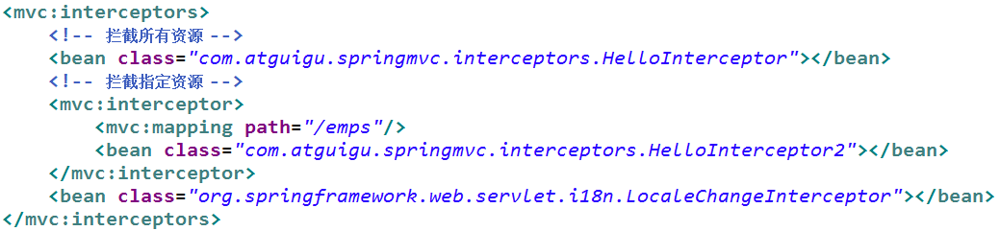 <mvc:interceptors>
<!-- 拦截所有资源 -->
<bean class="com.atguigu.springmvc.interceptors.HelloInterceptor"></bean>
<!-- 拦截指定资源 -->
<mvc:interceptor>
<mvc:mapping path="/emps"/>
<bean class="com.atguigu.springmvc.interceptors.HelloInterceptor2"></bean>
</mvc:interceptor>
<bean class="org.springframework.web.servlet.i18n.LocaleChangeInterceptor"></bean>
</mvc:interceptors>